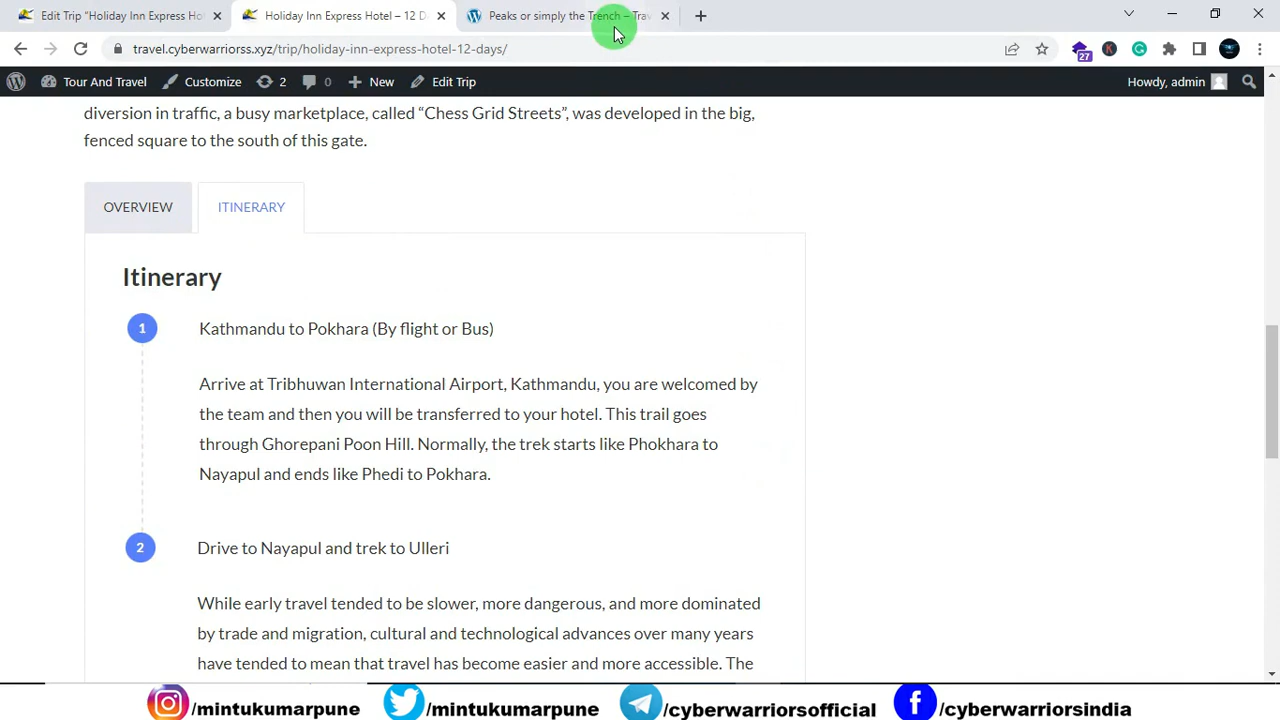 Edit Trip "Holiday Inn Express Ho
Holiday Inn Express Hotel – 12 D
Peaks or simply the Trench – Trav
travel.cyberwarriorss.xyz/trip/holiday-inn-express-hotel-12-days/
27
K
G
Tour And Travel
Customize
2
0
New
Edit Trip
Howdy, admin
diversion in traffic, a busy marketplace, called “Chess Grid Streets”, was developed in the big,
fenced square to the south of this gate.
OVERVIEW
ITINERARY
Itinerary
1
Kathmandu to Pokhara (By flight or Bus)
Arrive at Tribhuwan International Airport, Kathmandu, you are welcomed by
the team and then you will be transferred to your hotel. This trail goes
through Ghorepani Poon Hill. Normally, the trek starts like Phokhara to
Nayapul and ends like Phedi to Pokhara.
2
Drive to Nayapul and trek to Ulleri
While early travel tended to be slower, more dangerous, and more dominated
by trade and migration, cultural and technological advances over many years
have tended to mean that travel has become easier and more accessible. The
/mintukumarpune
/mintukumarpune
/cyberwarriorsofficial
/cyberwarriorsindia